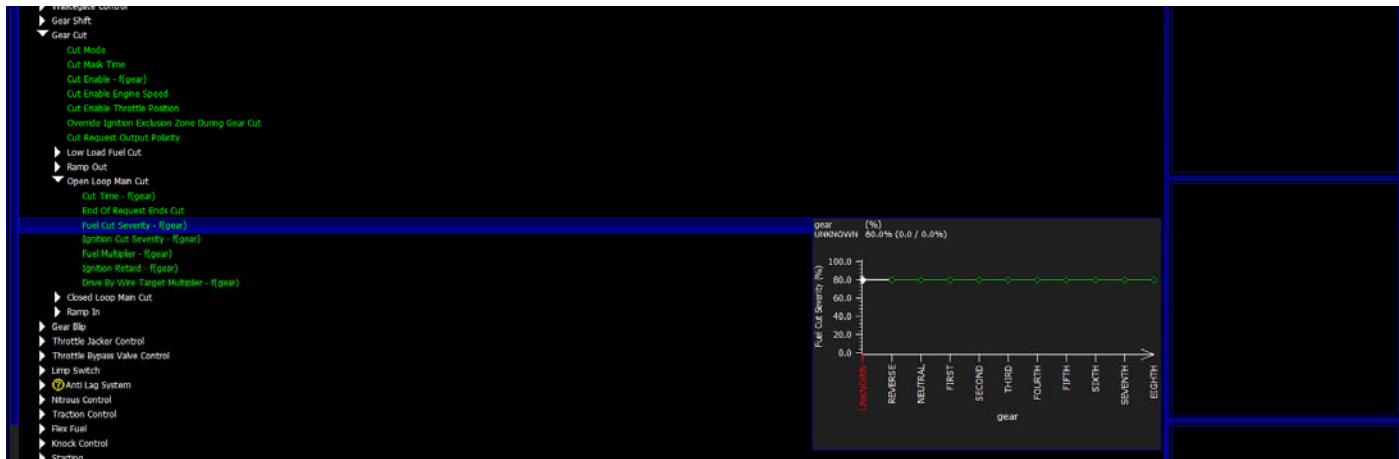 Wastegate Control
Gear Shift
Gear Cut
Cut Mode
Cut Mask Time
Cut Enable - f(gear)
Cut Enable Engine Speed
Cut Enable Throttle Position
Override Ignition Exclusion Zone During Gear Cut
Cut Request Output Polarity
Low Load Fuel Cut
Ramp Out
Open Loop Main Cut
Cut Time - f(gear)
End Of Request Ends Cut
Fuel Cut Severity - f(gear)
Ignition Cut Severity - f(gear)
Fuel Multiplier - f(gear)
Ignition Retard - f(gear)
Drive By Wire Target Multiplier - f(gear)
Closed Loop Main Cut
Ramp In
Gear Blip
Throttle Jacker Control
Throttle Bypass Valve Control
Limp Switch
? Anti Lag System
Nitrous Control
Traction Control
Flex Fuel
Knock Control
Starting
gear (%)
UNKNOWN 80.0% (0.0 / 0.0%)
Fuel Cut Severity (%)
100.0
80.0
60.0
40.0
20.0
0.0
UNKNOWN
REVERSE
NEUTRAL
FIRST
SECOND
THIRD
FOURTH
FIFTH
SIXTH
SEVENTH
EIGHTH
gear